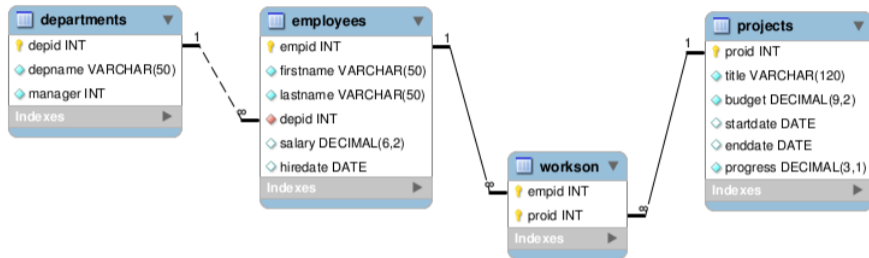 departments
depid INT
depname VARCHAR(50)
manager INT
Indexes
employees
empid INT
firstname VARCHAR(50)
lastname VARCHAR(50)
depid INT
salary DECIMAL(6,2)
hiredate DATE
Indexes
workson
empid INT
proid INT
Indexes
projects
proid INT
title VARCHAR(120)
budget DECIMAL(9,2)
startdate DATE
enddate DATE
progress DECIMAL(3,1)
Indexes
1
∞
1
∞
1
∞